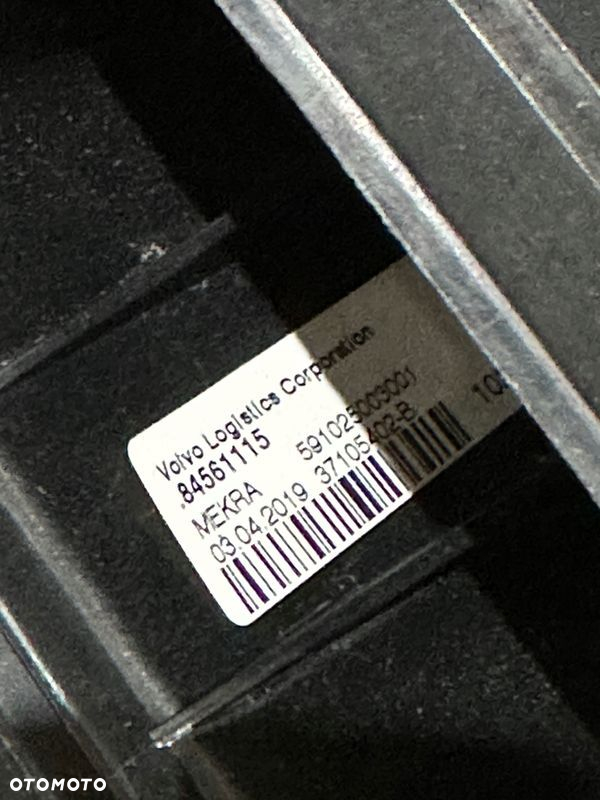 Volvo Logistics Corporation
.84561115
MEKRA 591025003001
03.04.2019 37105402-B
OTOMOTO